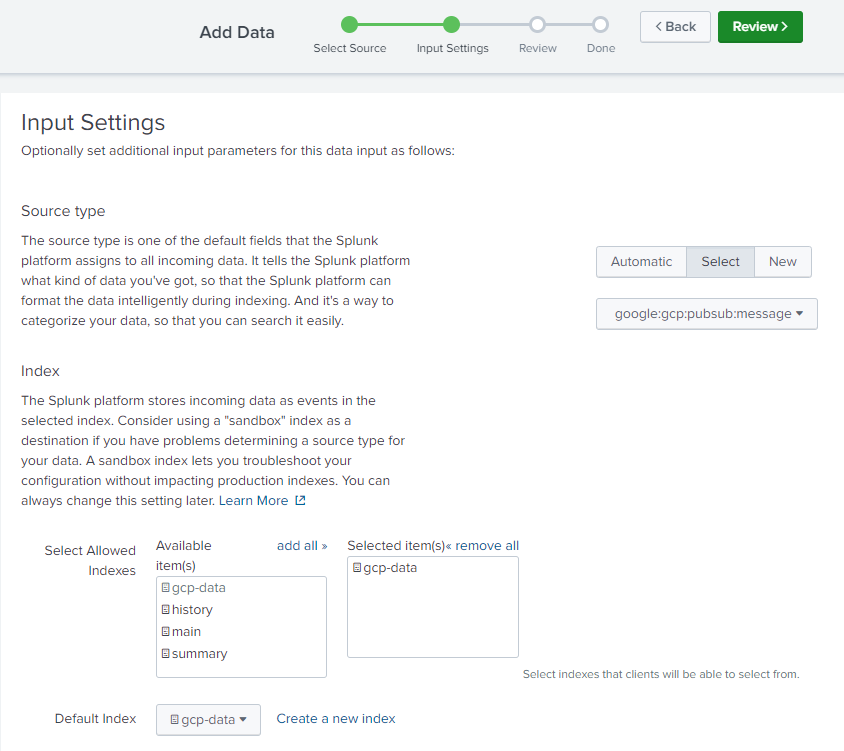 Add Data
Select Source
Input Settings
Review
Done
Back
Review
Input Settings
Optionally set additional input parameters for this data input as follows:
Source type
The source type is one of the default fields that the Splunk
platform assigns to all incoming data. It tells the Splunk platform
what kind of data you've got, so that the Splunk platform can
format the data intelligently during indexing. And it's a way to
categorize your data, so that you can search it easily.
Automatic
Select
New
google:gcp:pubsub:message
Index
The Splunk platform stores incoming data as events in the
selected index. Consider using a "sandbox" index as a
destination if you have problems determining a source type for
your data. A sandbox index lets you troubleshoot your
configuration without impacting production indexes. You can
always change this setting later. Learn More
Select Allowed
Indexes
Available
item(s)
add all »
gcp-data
history
main
summary
Selected item(s)« remove all
gcp-data
Select indexes that clients will be able to select from.
Default Index
gcp-data
Create a new index